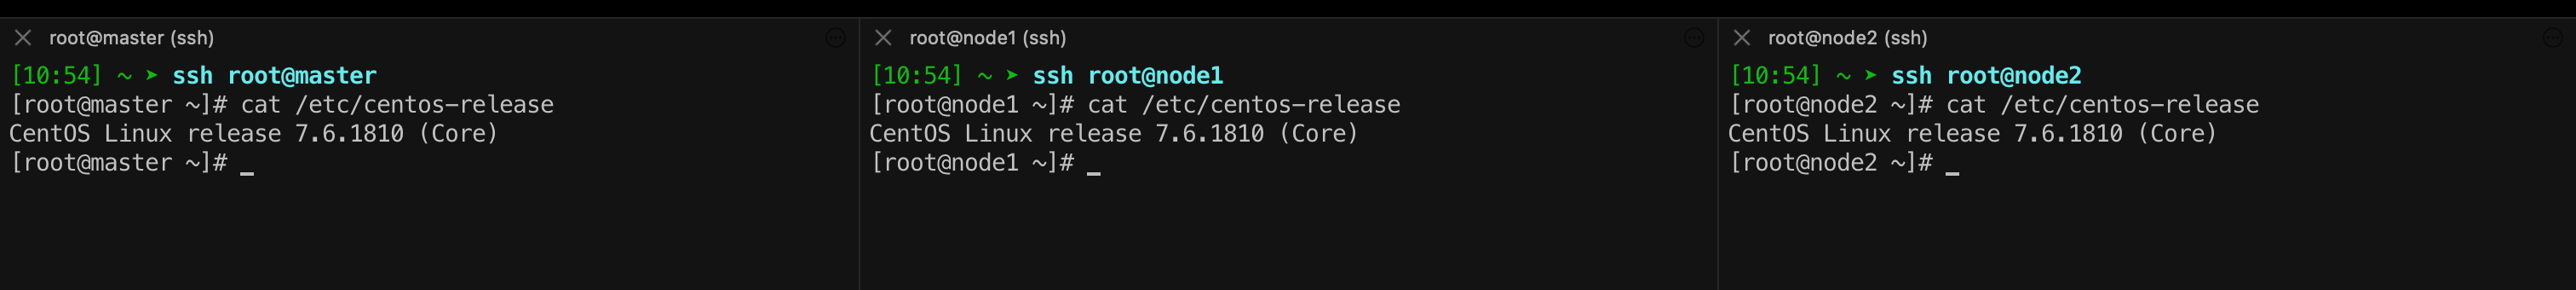 root@master (ssh)
[10:54] ~ ➤ ssh root@master
[root@master ~]# cat /etc/centos-release
CentOS Linux release 7.6.1810 (Core)
[root@master ~]# _
root@node1 (ssh)
[10:54] ~ ➤ ssh root@node1
[root@node1 ~]# cat /etc/centos-release
CentOS Linux release 7.6.1810 (Core)
[root@node1 ~]# _
root@node2 (ssh)
[10:54] ~ ➤ ssh root@node2
[root@node2 ~]# cat /etc/centos-release
CentOS Linux release 7.6.1810 (Core)
[root@node2 ~]# _